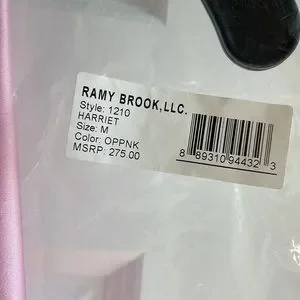 RAMY BROOK,LLC.
Style: 1210
HARRIET
Size: M
Color: OPPNK
MSRP: 275.00
8 89310 94432 3